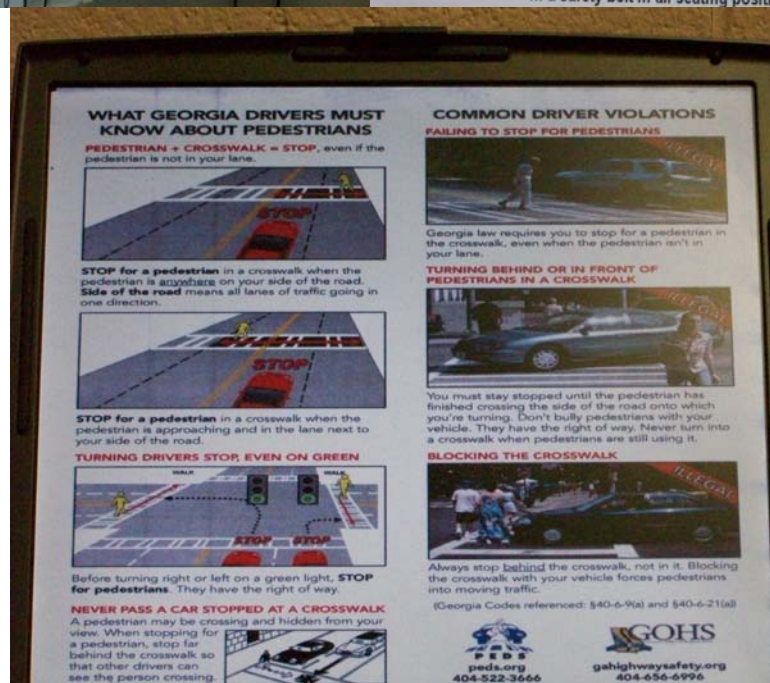 a safety belt in all seating
WHAT GEORGIA DRIVERS MUST
KNOW ABOUT PEDESTRIANS
PEDESTRIAN + CROSSWALK = STOP, even if the
pedestrian is not in your lane.
STOP
STOP for a pedestrian in a crosswalk when the
pedestrian is anywhere on your side of the road.
Side of the road means all lanes of traffic going in
one direction.
STOP
STOP for a pedestrian in a crosswalk when the
pedestrian is approaching and in the lane next to
your side of the road.
TURNING DRIVERS STOP, EVEN ON GREEN
WALK
WALK
STOP
STOP
Before turning right or left on a green light, STOP
for pedestrians. They have the right of way.
NEVER PASS A CAR STOPPED AT A CROSSWALK
A pedestrian may be crossing and hidden from your
view. When stopping for
a pedestrian, stop far
behind the crosswalk so
that other drivers can
see the person crossing.
COMMON DRIVER VIOLATIONS
FAILING TO STOP FOR PEDESTRIANS
ILLEGAL
Georgia law requires you to stop for a pedestrian in
the crosswalk, even when the pedestrian isn't in
your lane.
TURNING BEHIND OR IN FRONT OF
PEDESTRIANS IN A CROSSWALK
ILLEGAL
You must stay stopped until the pedestrian has
finished crossing the side of the road onto which
you're turning. Don't bully pedestrians with your
vehicle. They have the right of way. Never turn into
a crosswalk when pedestrians are still using it.
BLOCKING THE CROSSWALK
ILLEGAL
Always stop behind the crosswalk, not in it. Blocking
the crosswalk with your vehicle forces pedestrians
into moving traffic.
(Georgia Codes referenced: §40-6-9(a) and §40-6-21(a))
PEDS
peds.org
404-522-3666
GOHS
gahighwaysafety.org
404-656-6996